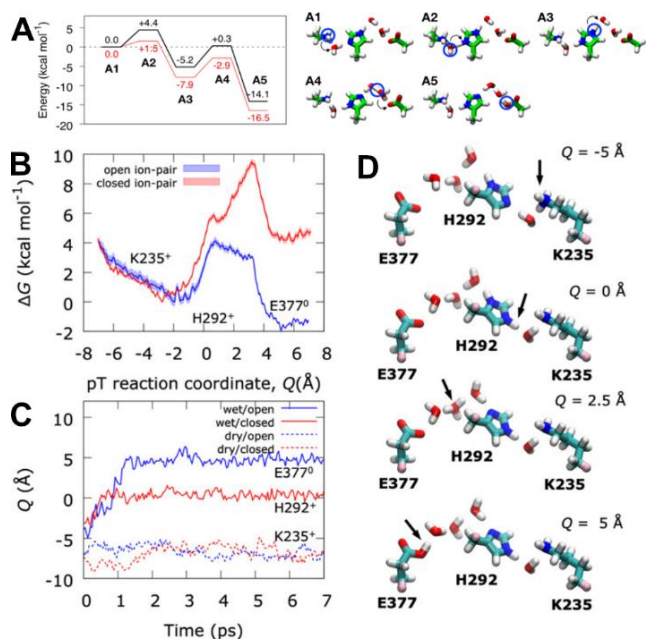 A
Energy (kcal mol⁻¹)
10
5
0
-5
-10
-15
-20
0.0
+4.4
-5.2
+0.3
-14.1
0.0
+1.5
-7.9
-2.9
-16.5
A1
A2
A3
A4
A5
A1
A2
A3
A4
A5
B
ΔG (kcal mol⁻¹)
10
8
6
4
2
0
-2
open ion-pair
closed ion-pair
K235⁺
H292⁺
E377⁰
-8 -6 -4 -2 0 2 4 6 8
pT reaction coordinate, Q(Å)
C
Q (Å)
10
5
0
-5
-10
wet/open
wet/closed
dry/open
dry/closed
E377⁰
H292⁺
K235⁺
0 1 2 3 4 5 6 7
Time (ps)
D
Q = -5 Å
H292
E377
K235
Q = 0 Å
H292
E377
K235
Q = 2.5 Å
H292
E377
K235
Q = 5 Å
H292
E377
K235